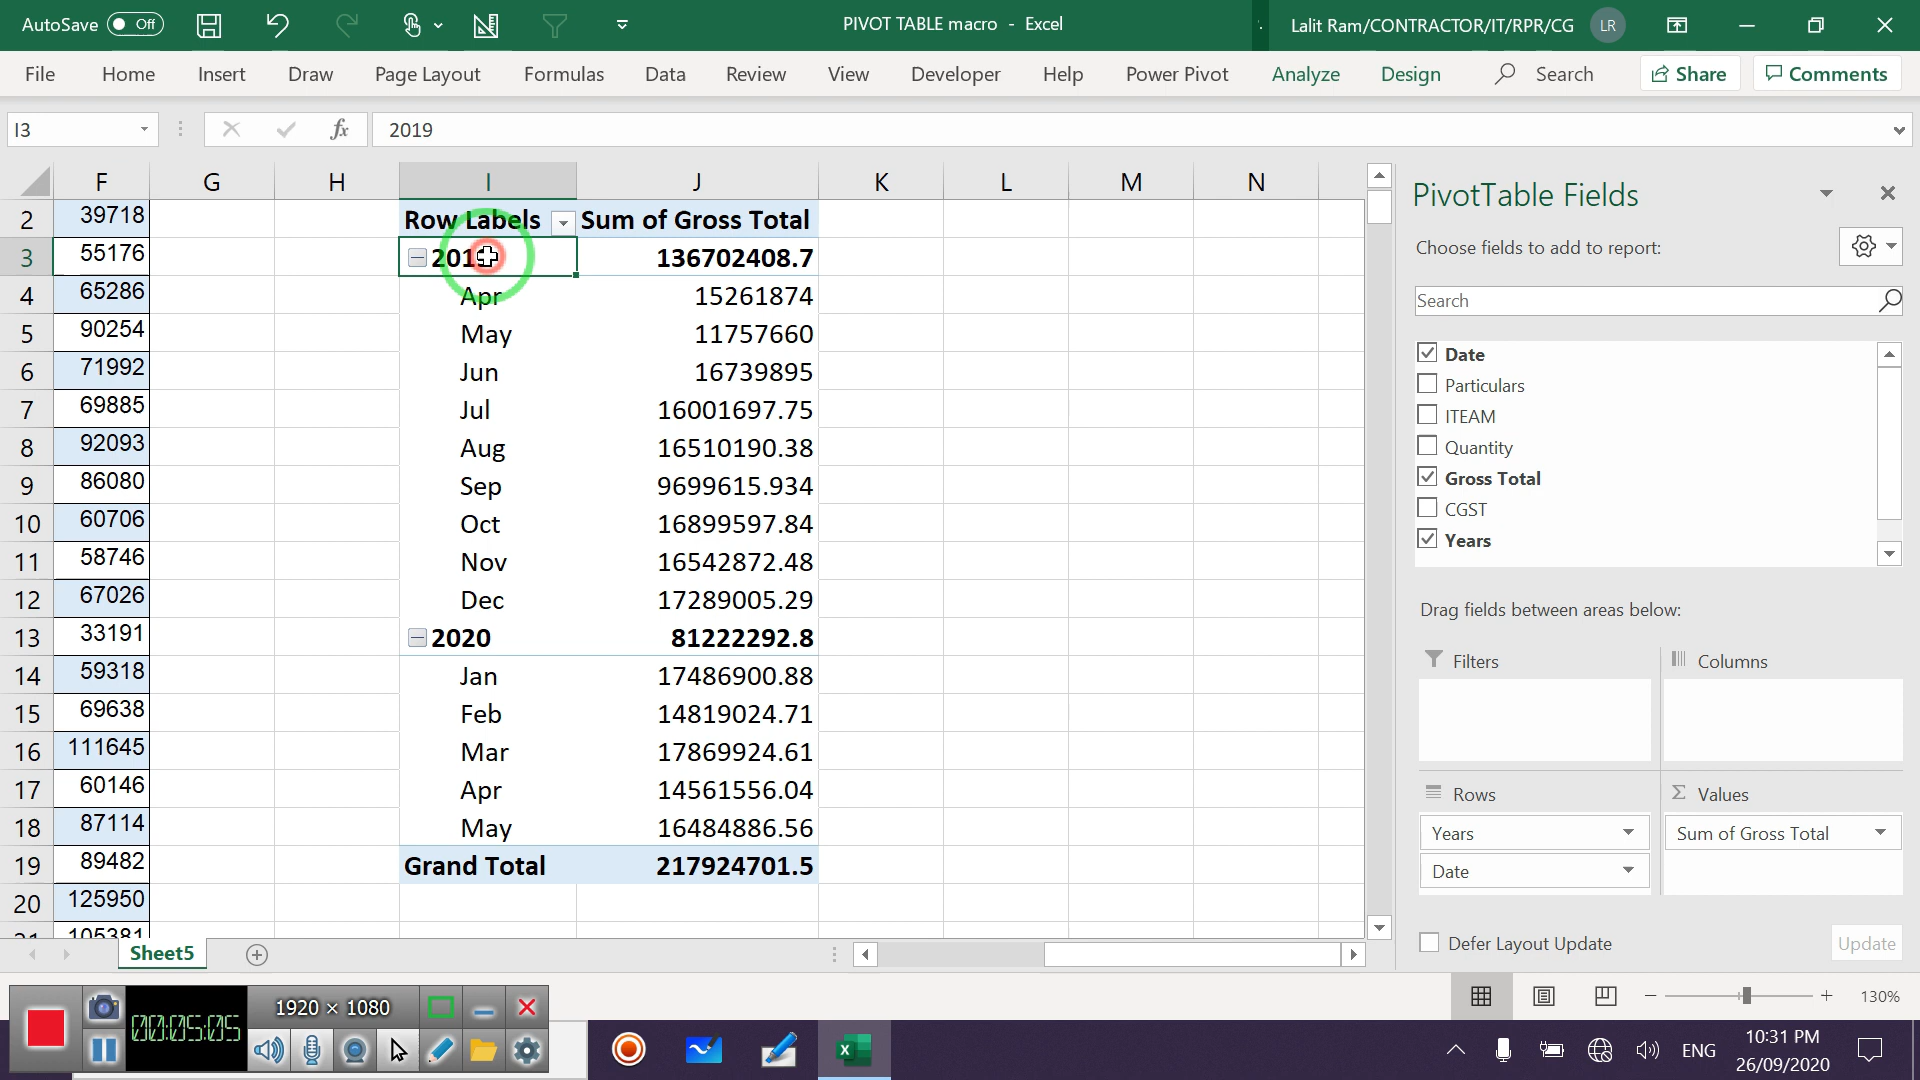 AutoSave Off
PIVOT TABLE macro - Excel
Lalit Ram/CONTRACTOR/IT/RPR/CG LR
File Home Insert Draw Page Layout Formulas Data Review View Developer Help Power Pivot Analyze Design Search Share Comments
I3 fx 2019
F G H I J K L M N
2 39718 Row Labels Sum of Gross Total
3 55176 2019 136702408.7
4 65286 Apr 15261874
5 90254 May 11757660
6 71992 Jun 16739895
7 69885 Jul 16001697.75
8 92093 Aug 16510190.38
9 86080 Sep 9699615.934
10 60706 Oct 16899597.84
11 58746 Nov 16542872.48
12 67026 Dec 17289005.29
13 33191 2020 81222292.8
14 59318 Jan 17486900.88
15 69638 Feb 14819024.71
16 111645 Mar 17869924.61
17 60146 Apr 14561556.04
18 87114 May 16484886.56
19 89482 Grand Total 217924701.5
20 125950
21 105381
Sheet5
PivotTable Fields
Choose fields to add to report:
Search
Date
Particulars
ITEAM
Quantity
Gross Total
CGST
Years
Drag fields between areas below:
Filters Columns
Rows Σ Values
Years Sum of Gross Total
Date
Defer Layout Update Update
130%
1920 × 1080
00:05:05
ENG
10:31 PM
26/09/2020